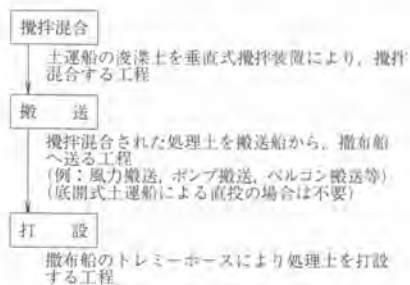 攪拌混合
土運船の浚渫土を垂直式攪拌装置により，攪拌
混合する工程
搬　送
攪拌混合された処理土を搬送船から，撒布船
へ送る工程
(例：風力搬送，ポンプ搬送，ベルコン搬送等)
(底開式土運船による直投の場合は不要)
打　設
撒布船のトレミーホースにより処理土を打設
する工程